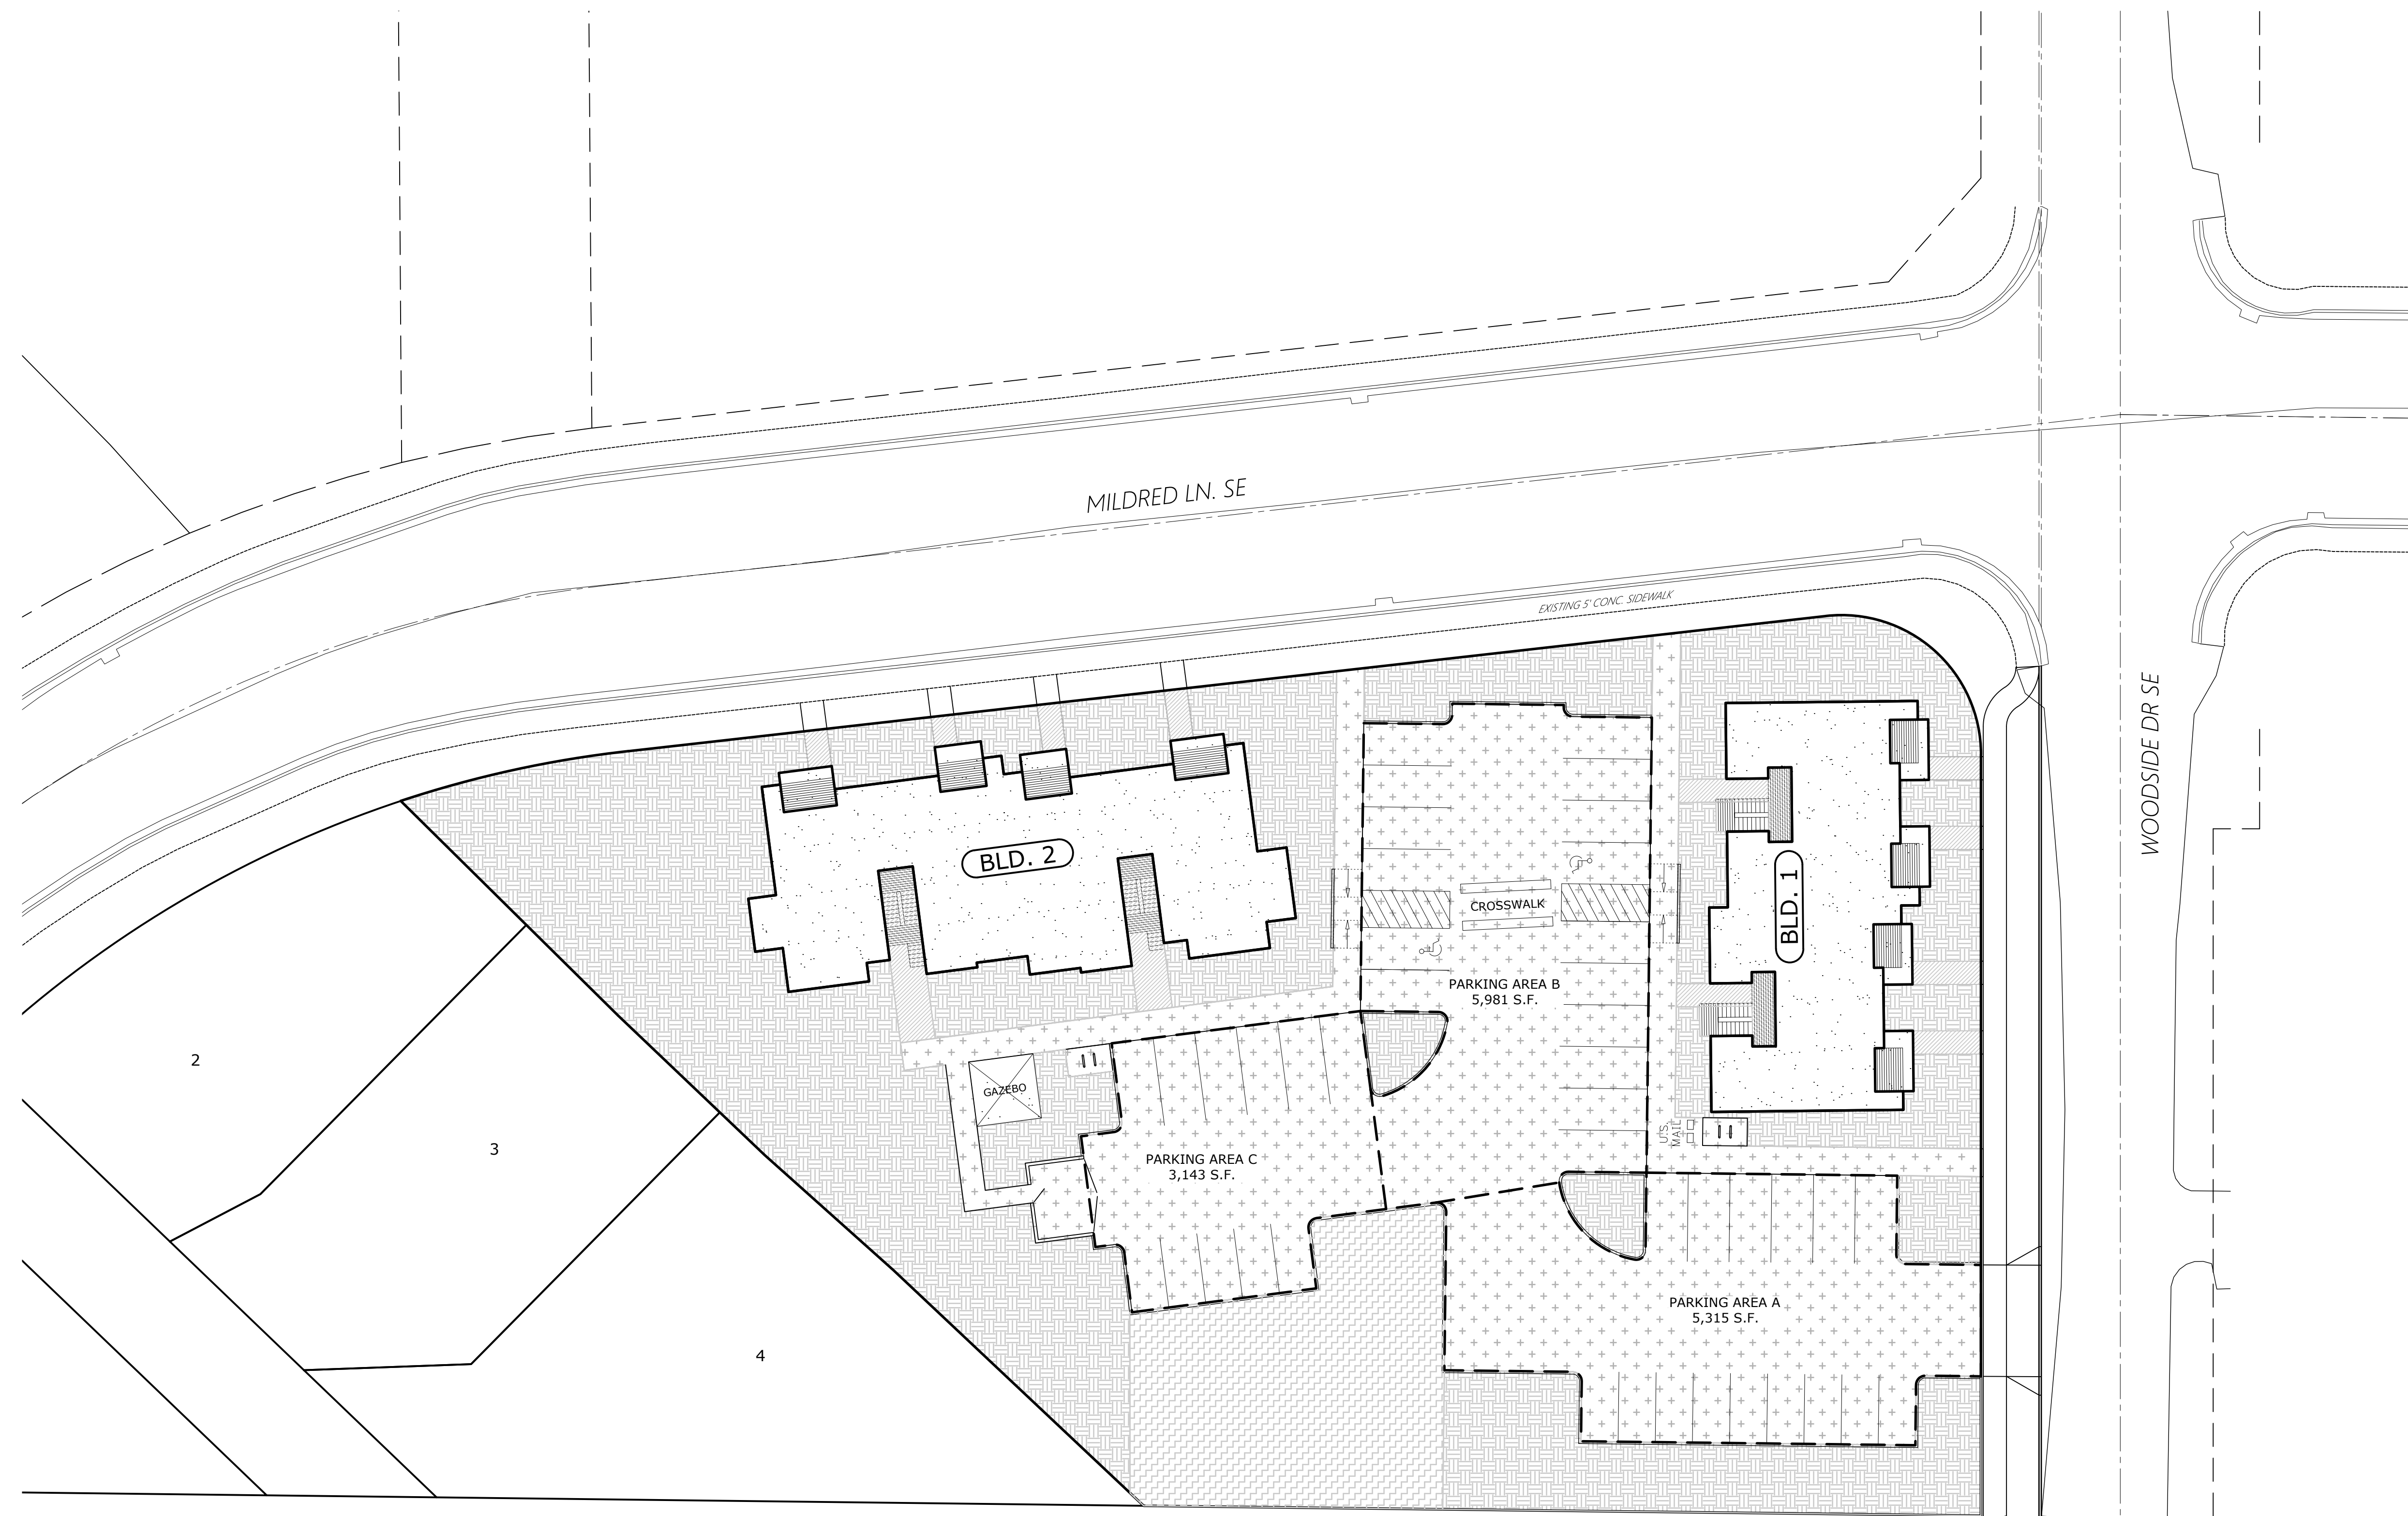 MILDRED LN. SE
EXISTING 5' CONC. SIDEWALK
WOODSIDE DR SE
BLD. 2
BLD. 1
CROSSWALK
PARKING AREA B
5,981 S.F.
GAZEBO
U.S.
MAIL
PARKING AREA C
3,143 S.F.
PARKING AREA A
5,315 S.F.
2
3
4